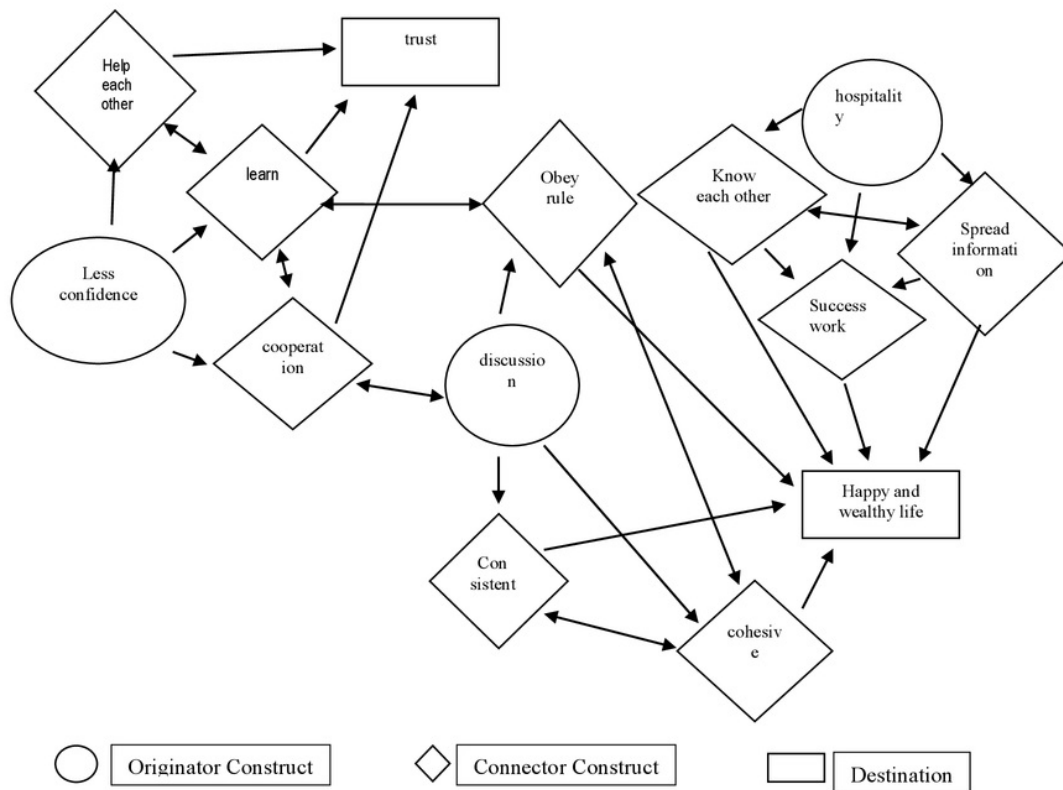 trust
Help
each
other
hospitalit
y
learn
Obey
rule
Know
each other
Spread
informati
on
Less
confidence
Success
work
cooperat
ion
discussio
n
Happy and
wealthy life
Con
sistent
cohesiv
e
Originator Construct
Connector Construct
Destination